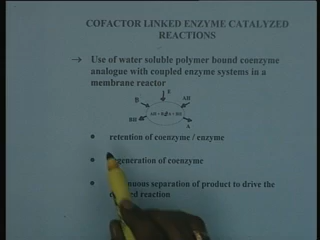 COFACTOR LINKED ENZYME CATALYZED
REACTIONS
→ Use of water soluble polymer bound coenzyme
analogue with coupled enzyme systems in a
membrane reactor
E
B AH
BH A
• retention of coenzyme / enzyme
• generation of coenzyme
• separation of product to drive the
reaction